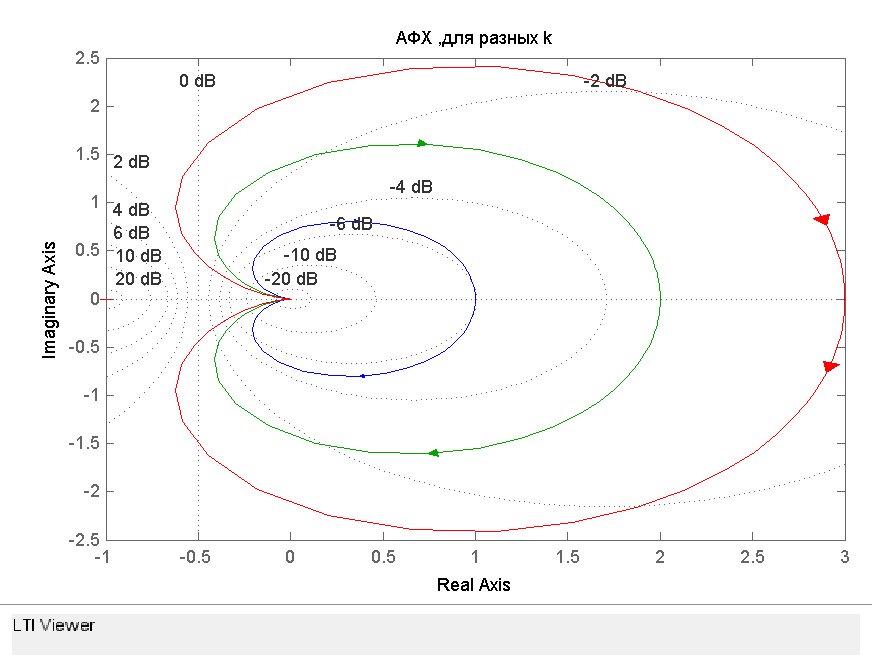 АФХ ,для разных k
2.5
0 dB
-2 dB
2
1.5
2 dB
-4 dB
1
4 dB
-6 dB
6 dB
0.5
10 dB
-10 dB
20 dB
-20 dB
0
-0.5
-1
-1.5
-2
-2.5
Imaginary Axis
-1
-0.5
0
0.5
1
1.5
2
2.5
3
Real Axis
LTI Viewer